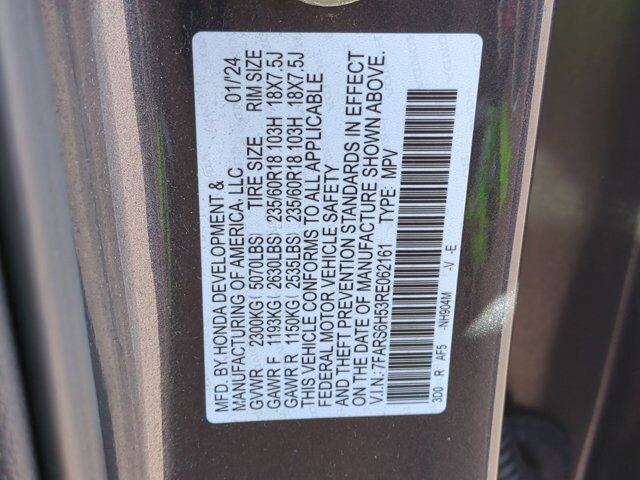 MFD. BY HONDA DEVELOPMENT &
MANUFACTURING OF AMERICA, LLC 01/24
GVWR 2300KG( 5070LBS) TIRE SIZE RIM SIZE
GAWR F 1193KG( 2630LBS) 235/60R18 103H 18X7.5J
GAWR R 1150KG( 2535LBS) 235/60R18 103H 18X7.5J
THIS VEHICLE CONFORMS TO ALL APPLICABLE
FEDERAL MOTOR VEHICLE SAFETY
AND THEFT PREVENTION STANDARDS IN EFFECT
ON THE DATE OF MANUFACTURE SHOWN ABOVE.
V.I.N.: 7FARS6H53RE062161 TYPE: MPV
3D0 R AF5 -NH904M -V -E